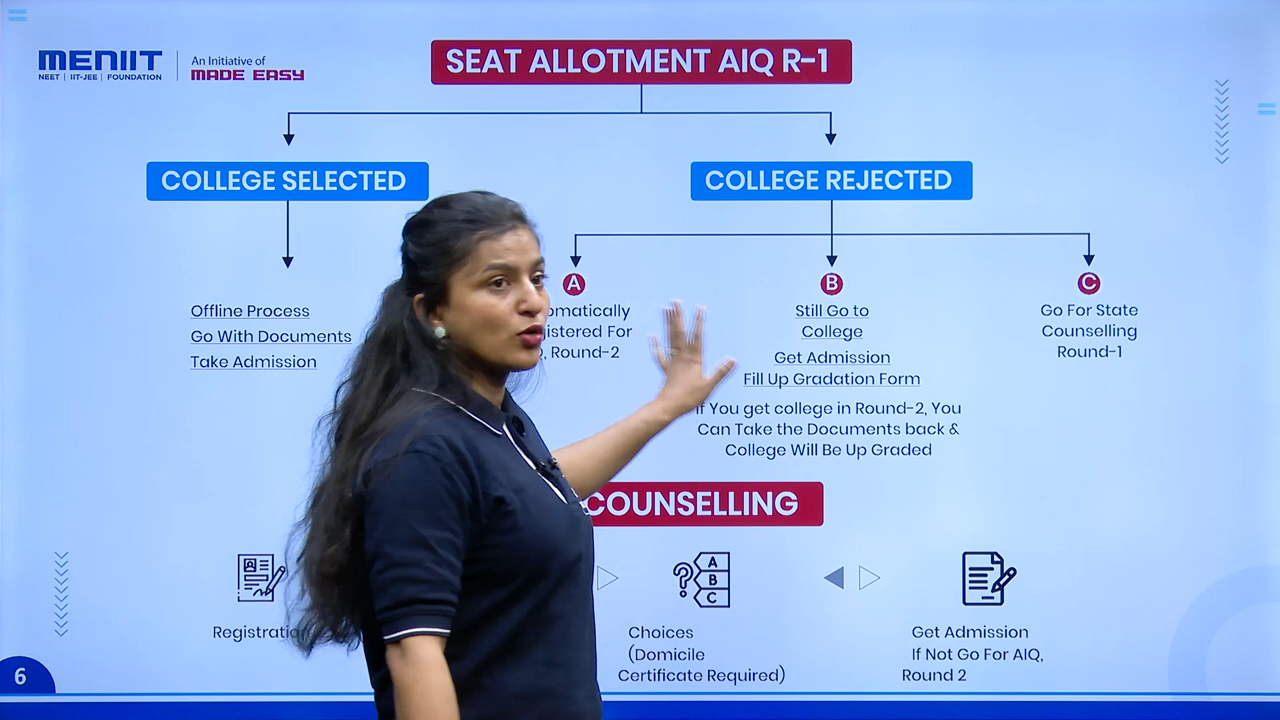 MENIIT
NEET | IIT-JEE | FOUNDATION
An Initiative of
MADE EASY
SEAT ALLOTMENT AIQ R-1
COLLEGE SELECTED
COLLEGE REJECTED
Offline Process
Go With Documents
Take Admission
A
Round-2
B
Still Go to
College
Get Admission
Fill Up Gradation Form
If You get college in Round-2, You
Can Take the Documents back &
College Will Be Up Graded
C
Go For State
Counselling
Round-1
COUNSELLING
A
B
C
Choices
(Domicile
Certificate Required)
Get Admission
If Not Go For AIQ,
Round 2
6